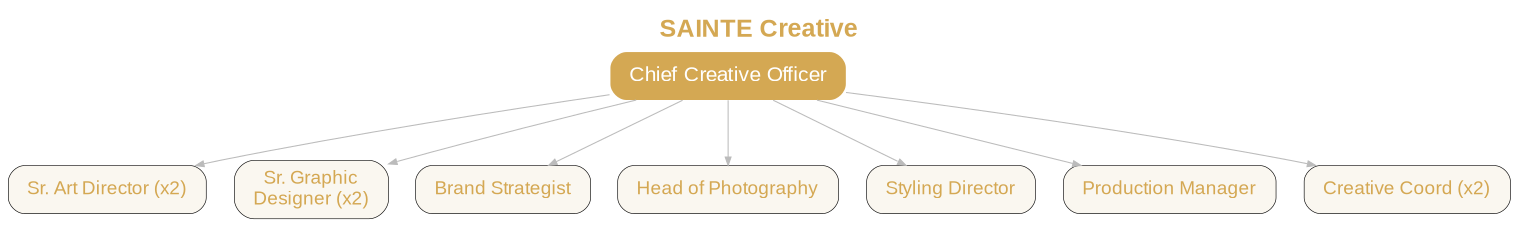 SAINTE Creative
Chief Creative Officer
Sr. Art Director (x2)
Sr. Graphic
Designer (x2)
Brand Strategist
Head of Photography
Styling Director
Production Manager
Creative Coord (x2)